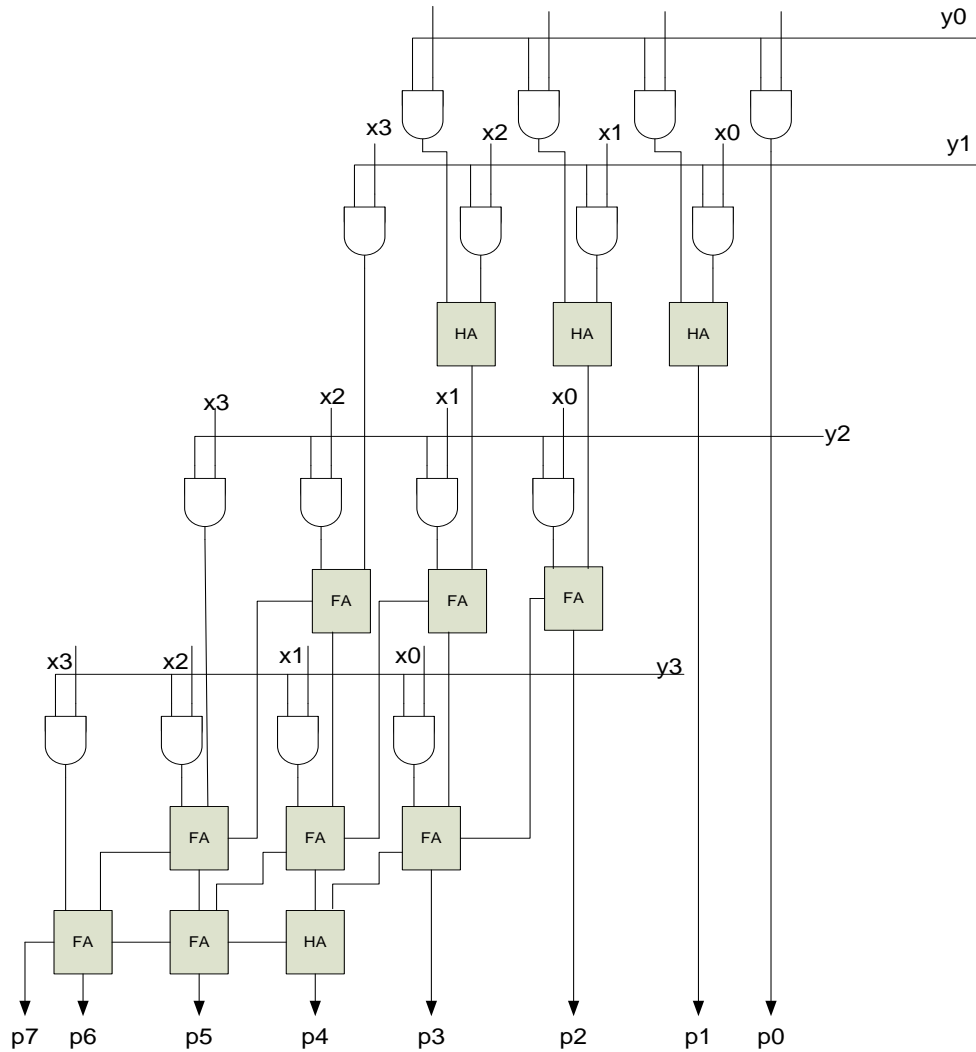 y0
x3 x2 x1 x0
y1
HA HA HA
x3 x2 x1 x0
y2
FA FA FA
x3 x2 x1 x0 y3
FA FA FA
FA FA HA
p7 p6 p5 p4 p3 p2 p1 p0